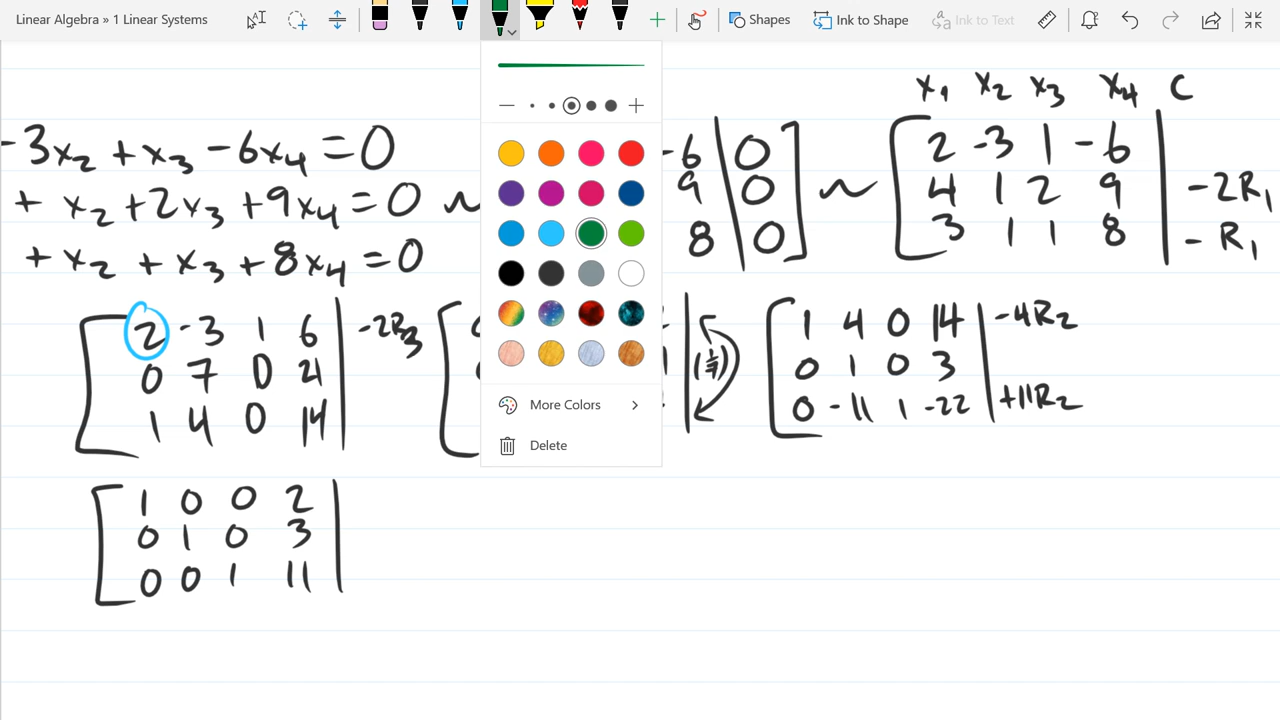 Linear Algebra » 1 Linear Systems
Shapes
Ink to Shape
Ink to Text
x1 x2 x3 x4 C
-3x2 + x3 - 6x4 = 0
+ x2 + 2x3 + 9x4 = 0 ~
+ x2 + x3 + 8x4 = 0
-6 | 0
9 | 0
8 | 0
~
2 -3 1 -6
4 1 2 9 -2R1
3 1 1 8 - R1
2 -3 1 6 -2R3
0 7 0 21
1 4 0 14
1 4 0 14 -4R2
0 1 0 3
0 -11 1 -22 +11R2
More Colors
Delete
1 0 0 2
0 1 0 3
0 0 1 11